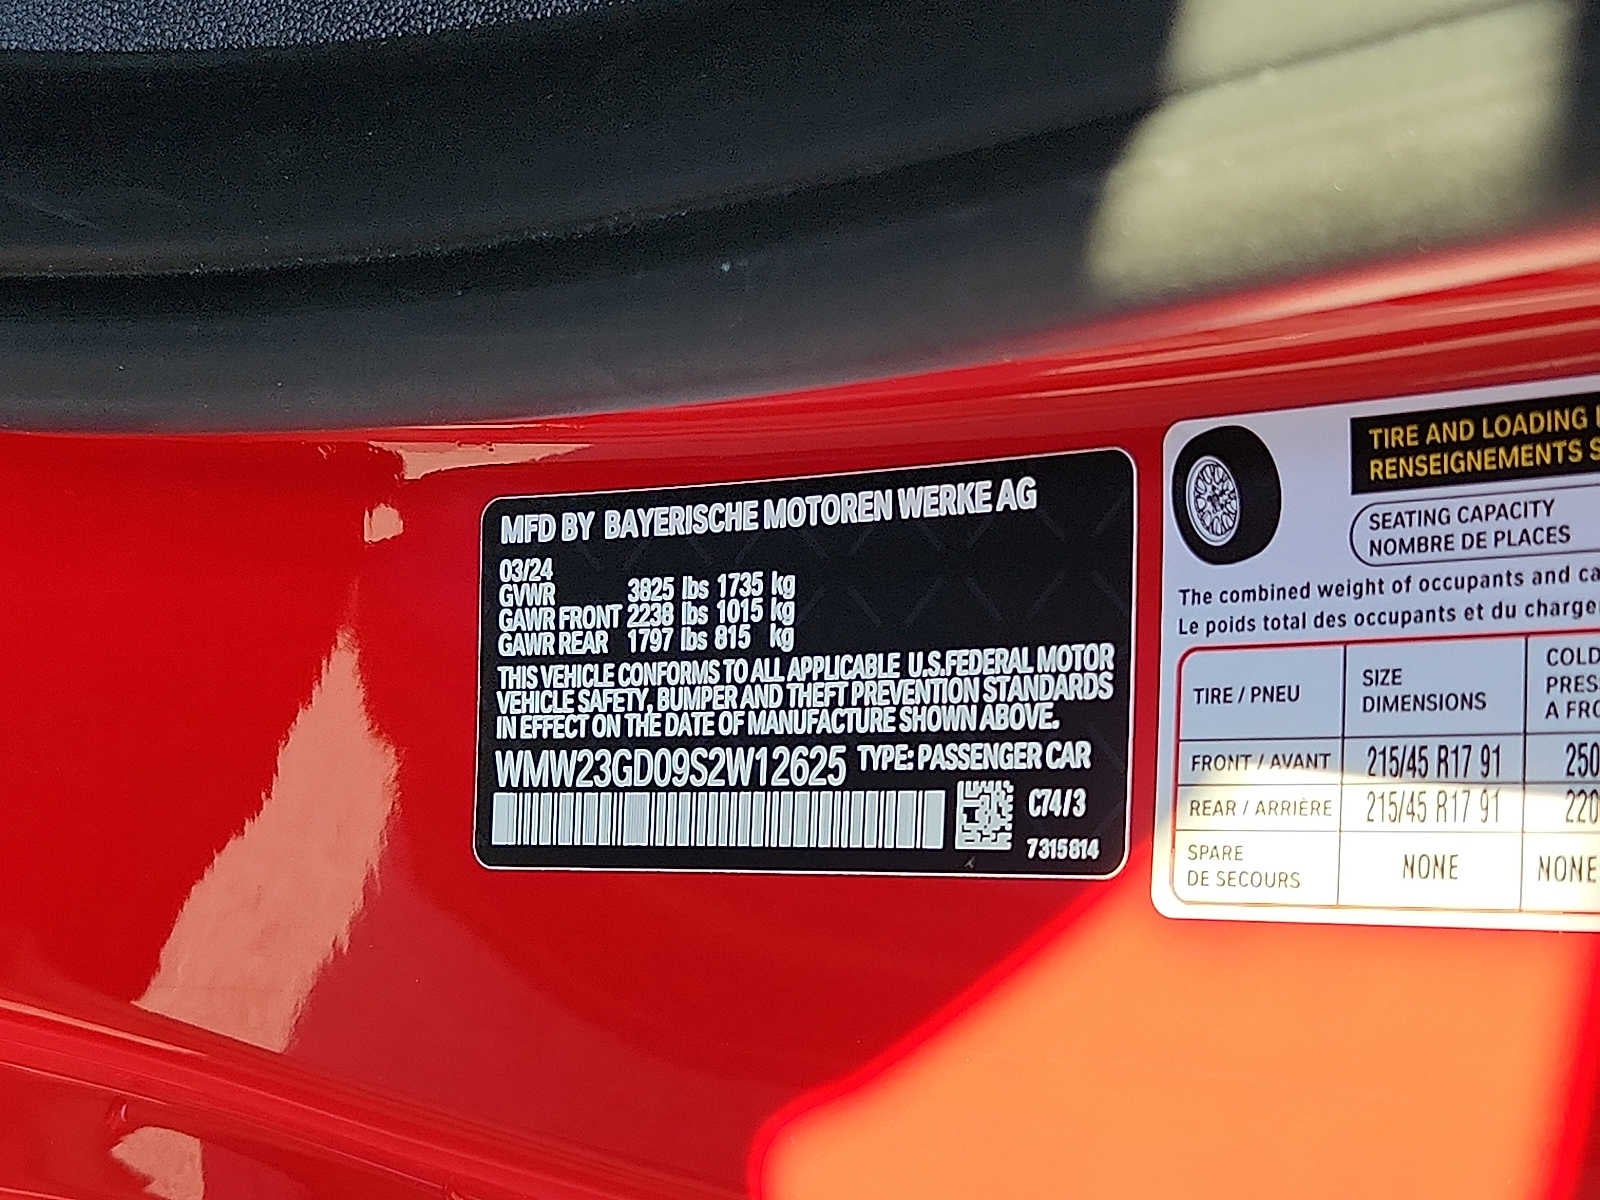 MFD BY BAYERISCHE MOTOREN WERKE AG
03/24
GVWR 3825 lbs 1735 kg
GAWR FRONT 2238 lbs 1015 kg
GAWR REAR 1797 lbs 815 kg
THIS VEHICLE CONFORMS TO ALL APPLICABLE U.S.FEDERAL MOTOR
VEHICLE SAFETY, BUMPER AND THEFT PREVENTION STANDARDS
IN EFFECT ON THE DATE OF MANUFACTURE SHOWN ABOVE.
WMW23GD09S2W12625 TYPE: PASSENGER CAR
C74/3
7315814
TIRE AND LOADING
RENSEIGNEMENTS S
SEATING CAPACITY
NOMBRE DE PLACES
The combined weight of occupants and ca
Le poids total des occupants et du charge
TIRE / PNEU
SIZE
DIMENSIONS
COLD
PRES
A FRO
FRONT / AVANT 215/45 R17 91 250
REAR / ARRIÈRE 215/45 R17 91 220
SPARE
DE SECOURS
NONE NONE